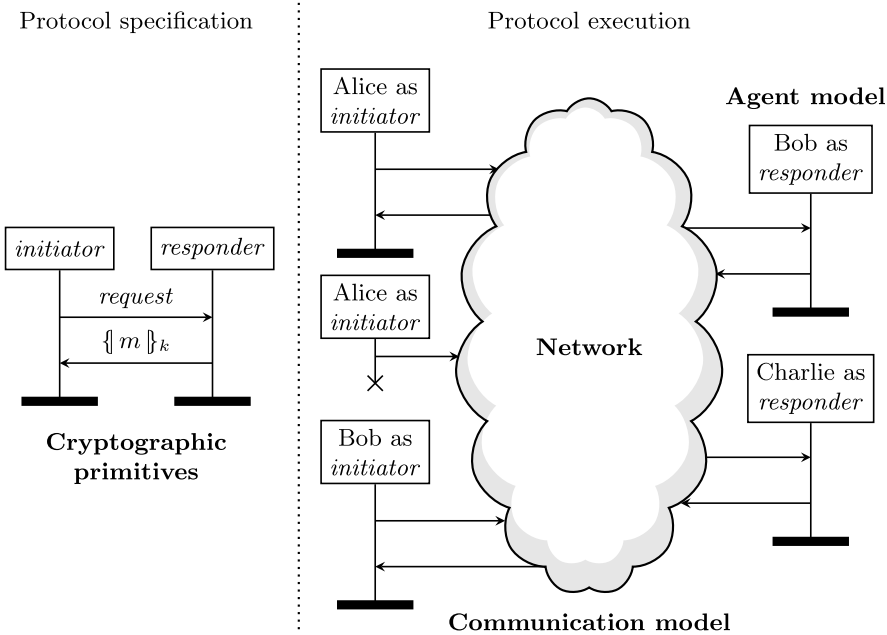 Protocol specification
Protocol execution
Alice as
initiator
Agent model
Bob as
responder
initiator
responder
request
{| m |}k
Alice as
initiator
Network
Charlie as
responder
Cryptographic
primitives
Bob as
initiator
Communication model